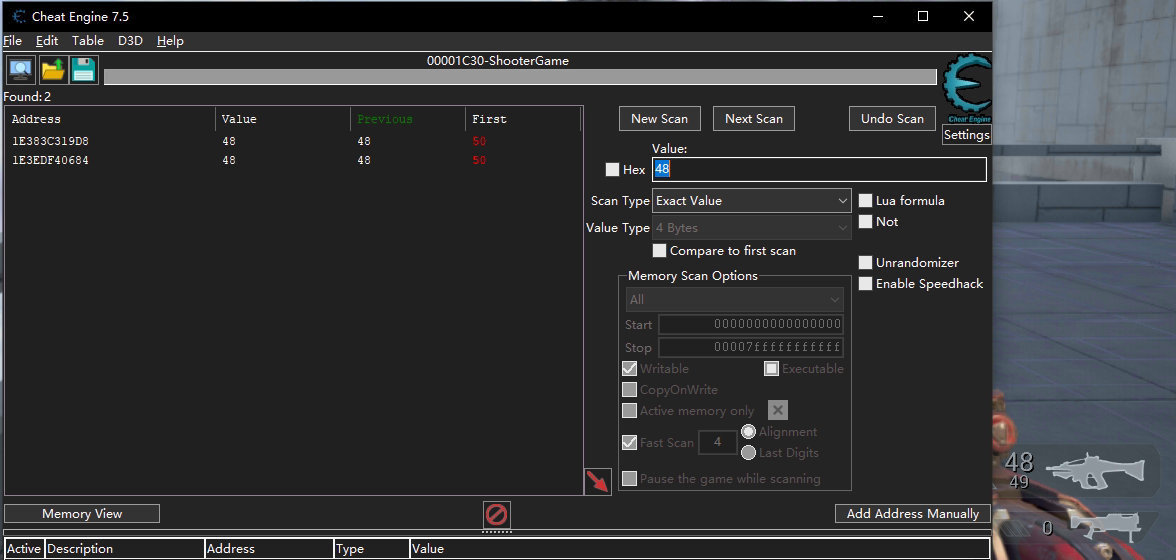 Cheat Engine 7.5
File Edit Table D3D Help
00001C30-ShooterGame
Found: 2
Address Value Previous First
1E383C319D8 48 48 50
1E3EDF40684 48 48 50
New Scan Next Scan Undo Scan
Cheat Engine
Settings
Value:
Hex 48
Scan Type Exact Value
Lua formula
Not
Value Type 4 Bytes
Compare to first scan
Unrandomizer
Enable Speedhack
Memory Scan Options
All
Start 0000000000000000
Stop 00007fffffffffff
Writable Executable
CopyOnWrite
Active memory only
Fast Scan 4 Alignment
Last Digits
Pause the game while scanning
Memory View Add Address Manually
Active Description Address Type Value
48
49
0